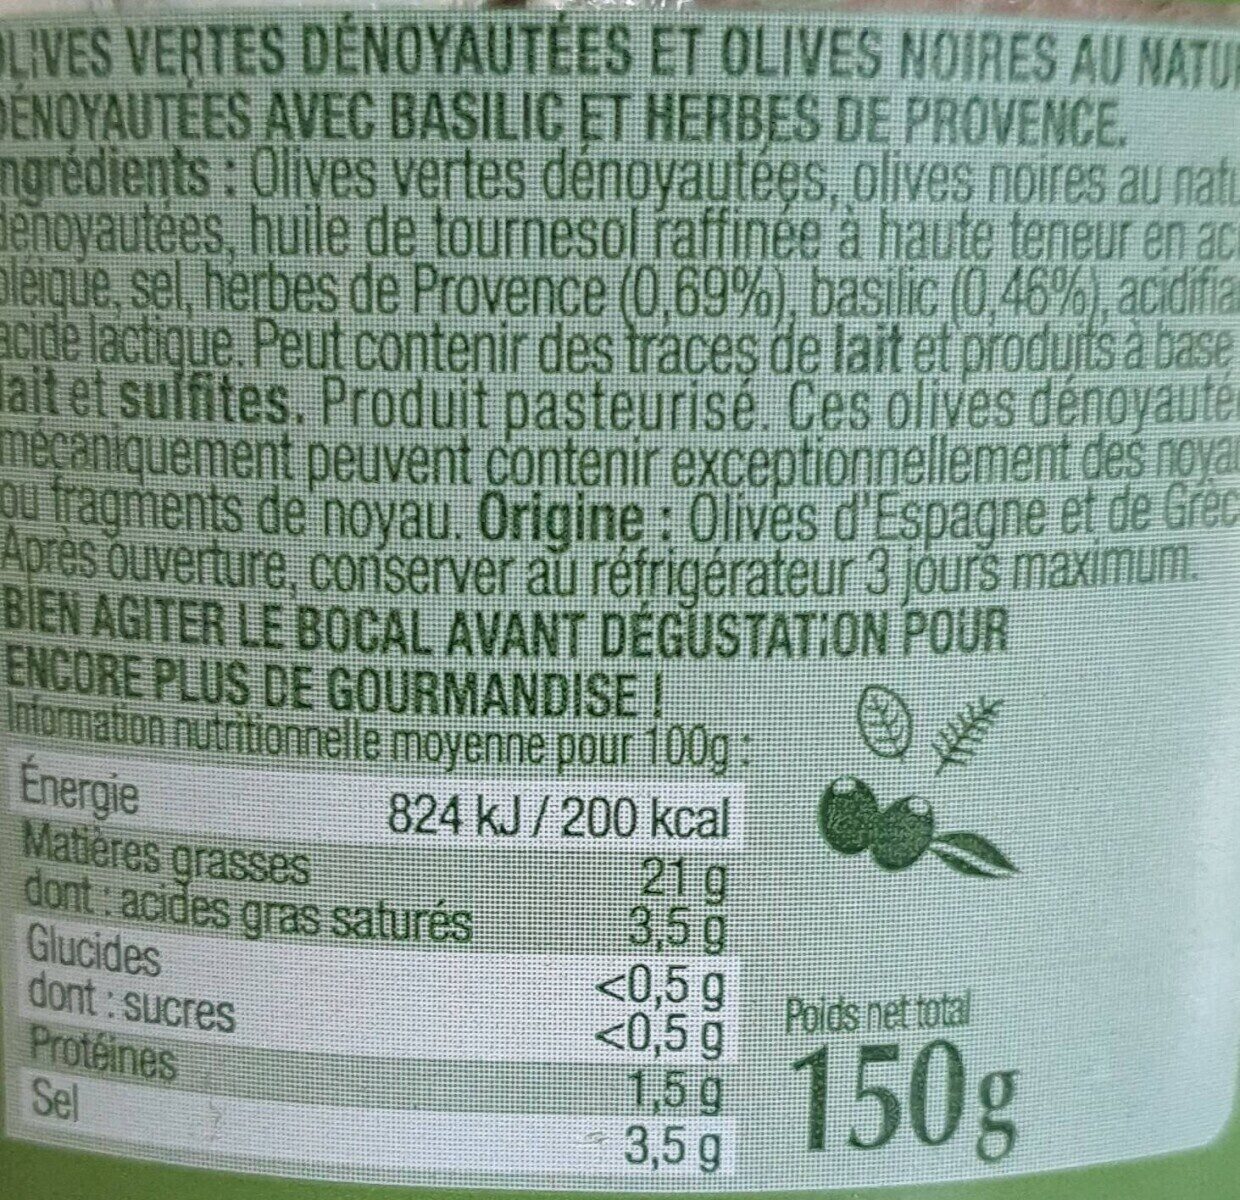 OLIVES VERTES DÉNOYAUTÉES ET OLIVES NOIRES AU NATUR
DÉNOYAUTÉES AVEC BASILIC ET HERBES DE PROVENCE.
ngrédients : Olives vertes dénoyautées, olives noires au natu
dénoyautées, huile de tournesol raffinée à haute teneur en aci
oléique, sel, herbes de Provence (0,69%), basilic (0,46%), acidifia
acide lactique. Peut contenir des traces de lait et produits à base
lait et sulfites. Produit pasteurisé. Ces olives dénoyauté
mécaniquement peuvent contenir exceptionnellement des noyau
ou fragments de noyau. Origine : Olives d'Espagne et de Grèc
Après ouverture, conserver au réfrigérateur 3 jours maximum.
BIEN AGITER LE BOCAL AVANT DÉGUSTATION POUR
ENCORE PLUS DE GOURMANDISE !
Information nutritionnelle moyenne pour 100g :
Énergie 824 kJ / 200 kcal
Matières grasses 21 g
dont : acides gras saturés 3,5 g
Glucides <0,5 g
dont : sucres <0,5 g
Protéines 1,5 g
Sel 3,5 g
Poids net total
150g